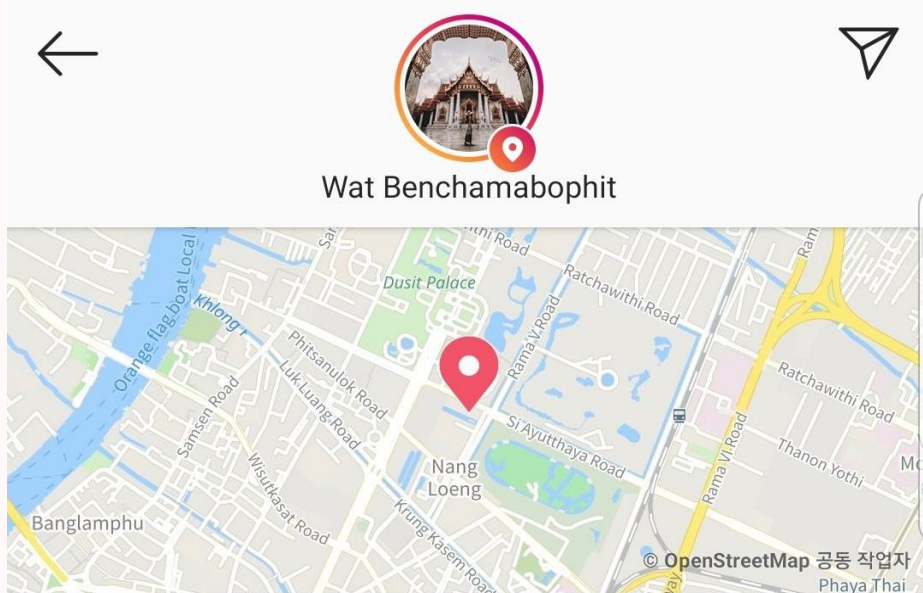 Wat Benchamabophit
Dusit Palace
Ratchawithi Road
Orange flag boat Local
Khlong
Rama V Road
Phitsanulok Road
Luk Luang Road
Samsen Road
Ratchawithi Road
Si Ayutthaya Road
Rama VI Road
Thanon Yothi
Nang
Loeng
Wisutkasat Road
Banglamphu
Krung Kasem Road
© OpenStreetMap 공동 작업자
Phaya Thai